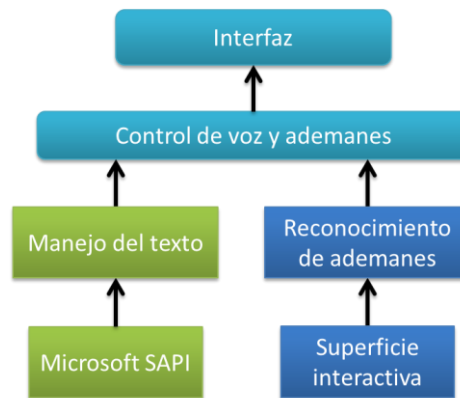 Interfaz
Control de voz y ademanes
Manejo del texto
Reconocimiento
de ademanes
Microsoft SAPI
Superficie
interactiva